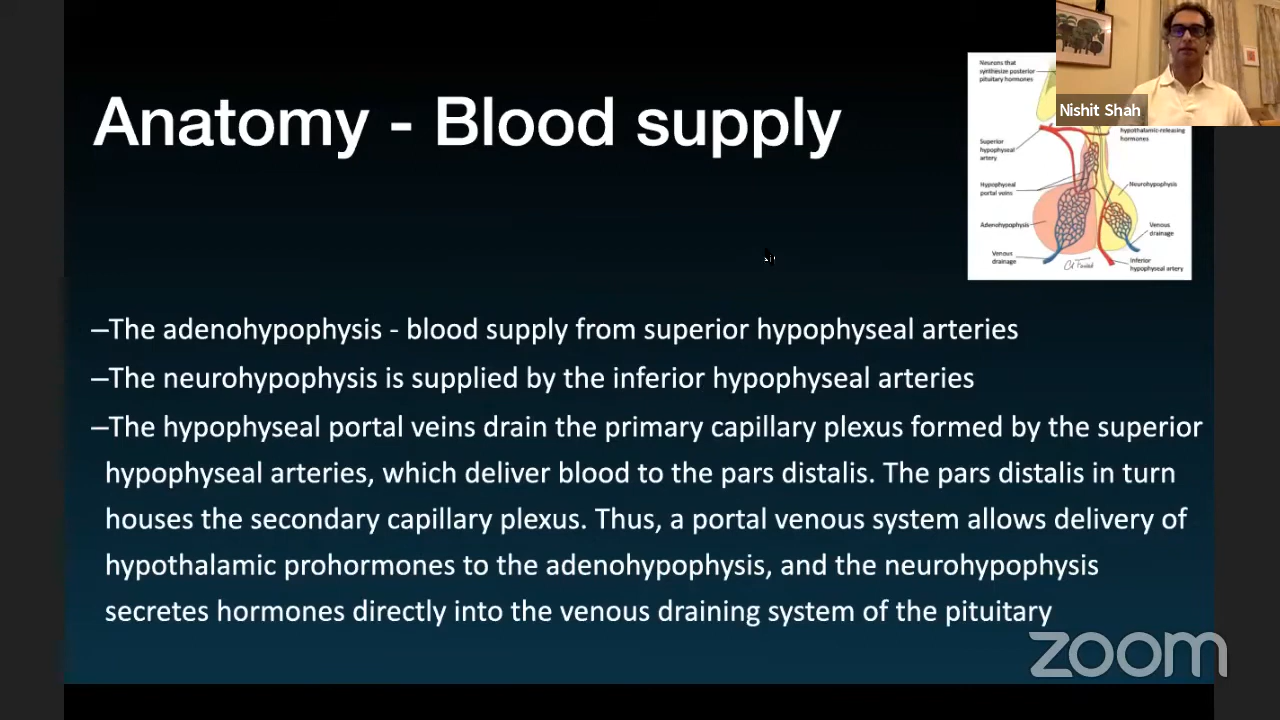 Anatomy - Blood supply
Neurons that
synthesize posterior
pituitary hormones
Nishit Shah
hypothalamic-releasing
hormones
Superior
hypophyseal
artery
Hypophyseal
portal veins
Neurohypophysis
Adenohypophysis
Venous
drainage
Venous
drainage
Inferior
hypophyseal artery
–The adenohypophysis - blood supply from superior hypophyseal arteries
–The neurohypophysis is supplied by the inferior hypophyseal arteries
–The hypophyseal portal veins drain the primary capillary plexus formed by the superior
hypophyseal arteries, which deliver blood to the pars distalis. The pars distalis in turn
houses the secondary capillary plexus. Thus, a portal venous system allows delivery of
hypothalamic prohormones to the adenohypophysis, and the neurohypophysis
secretes hormones directly into the venous draining system of the pituitary
zoom